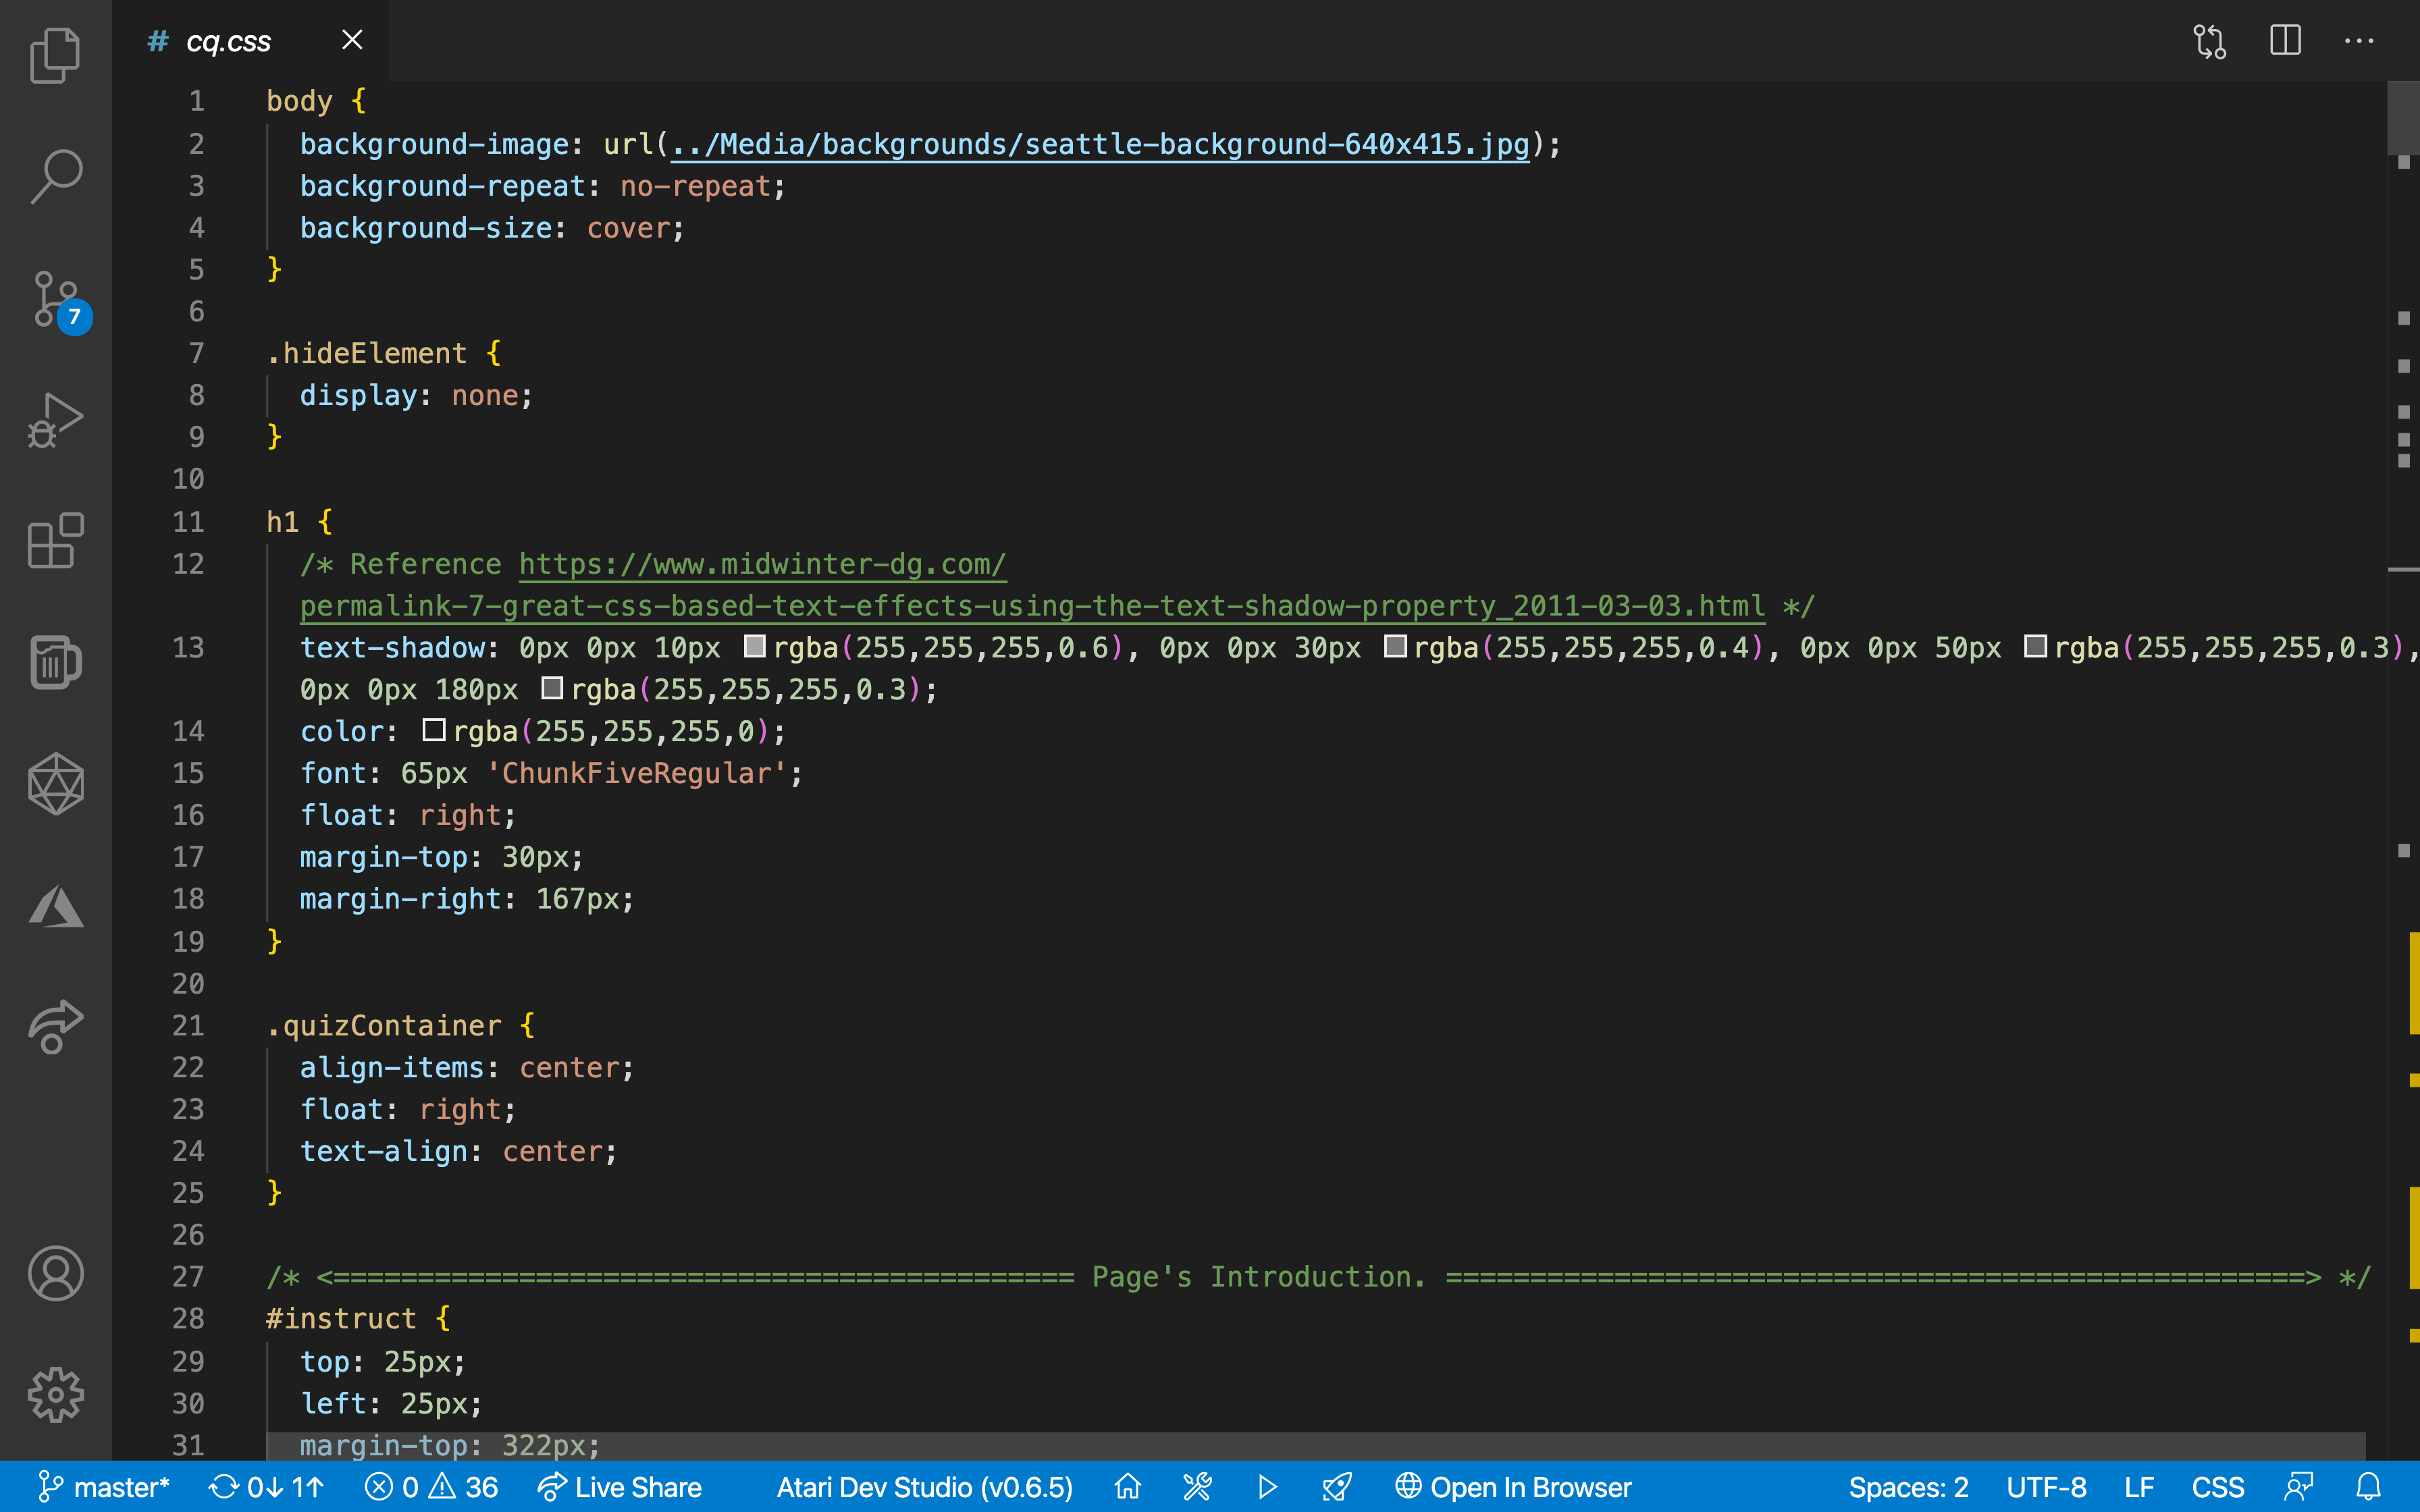 # cq.css
1 body {
2 background-image: url(../Media/backgrounds/seattle-background-640x415.jpg);
3 background-repeat: no-repeat;
4 background-size: cover;
5 }
6
7 .hideElement {
8 display: none;
9 }
10
11 h1 {
12 /* Reference https://www.midwinter-dg.com/
permalink-7-great-css-based-text-effects-using-the-text-shadow-property_2011-03-03.html */
13 text-shadow: 0px 0px 10px rgba(255,255,255,0.6), 0px 0px 30px rgba(255,255,255,0.4), 0px 0px 50px rgba(255,255,255,0.3),
0px 0px 180px rgba(255,255,255,0.3);
14 color: rgba(255,255,255,0);
15 font: 65px 'ChunkFiveRegular';
16 float: right;
17 margin-top: 30px;
18 margin-right: 167px;
19 }
20
21 .quizContainer {
22 align-items: center;
23 float: right;
24 text-align: center;
25 }
26
27 /* <============================================ Page's Introduction. ===================================================> */
28 #instruct {
29 top: 25px;
30 left: 25px;
31 margin-top: 322px;
7
master* 0↓ 1↑ 0 36 Live Share Atari Dev Studio (v0.6.5) Open In Browser Spaces: 2 UTF-8 LF CSS